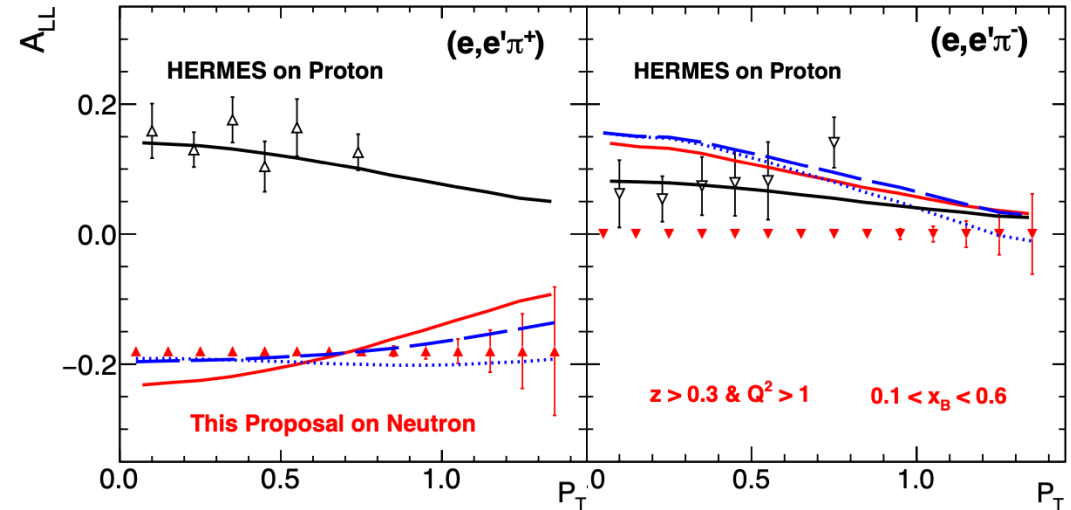 A_LL
(e,e'π⁺)
HERMES on Proton
0.2
0.0
−0.2
This Proposal on Neutron
0.0 0.5 1.0 P_T
(e,e'π⁻)
HERMES on Proton
z > 0.3 & Q² > 1 0.1 < x_B < 0.6
.0 0.5 1.0 P_T